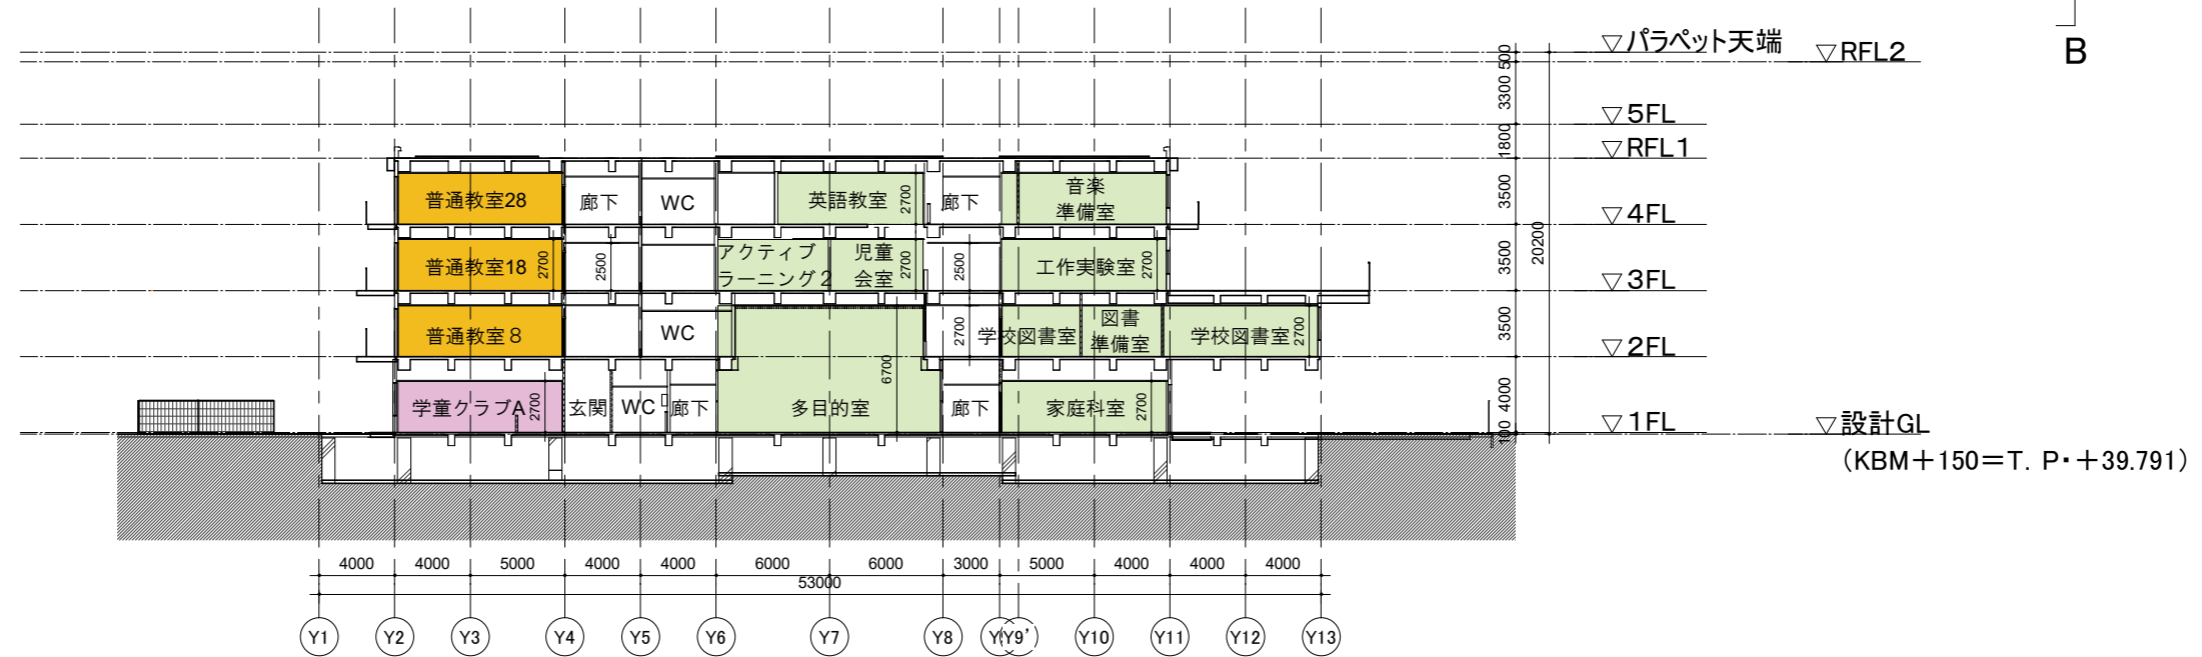 B
▽パラペット天端
▽RFL2
500
3300
▽5FL
1800
▽RFL1
普通教室28
廊下
WC
英語教室
2700
廊下
音楽
準備室
3500
▽4FL
20200
普通教室18
2700
2500
アクティブ
ラーニング2
児童
会室
2700
2500
工作実験室
2700
3500
▽3FL
普通教室8
WC
6700
2700
学校図書室
図書
準備室
学校図書室
2700
3500
▽2FL
学童クラブA
2700
玄関
WC
廊下
多目的室
廊下
家庭科室
2700
4000
100
▽1FL
▽設計GL
(KBM+150=T. P・+39.791)
4000 4000 5000 4000 4000 6000 6000 3000 5000 4000 4000 4000
53000
Y1 Y2 Y3 Y4 Y5 Y6 Y7 Y8 Y9' Y10 Y11 Y12 Y13